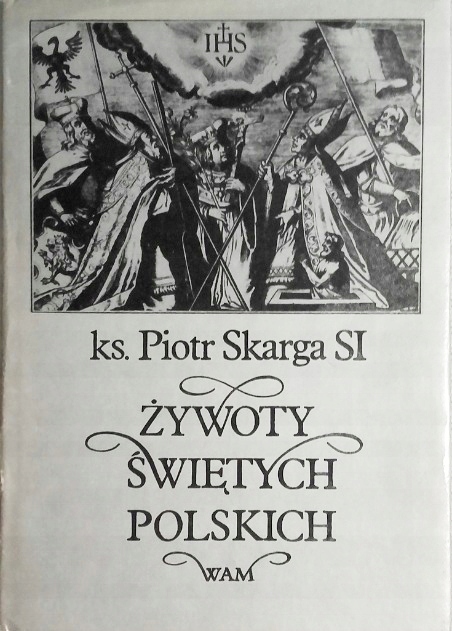 IHS
ks. Piotr Skarga SI
ŻYWOTY
ŚWIĘTYCH
POLSKICH
WAM